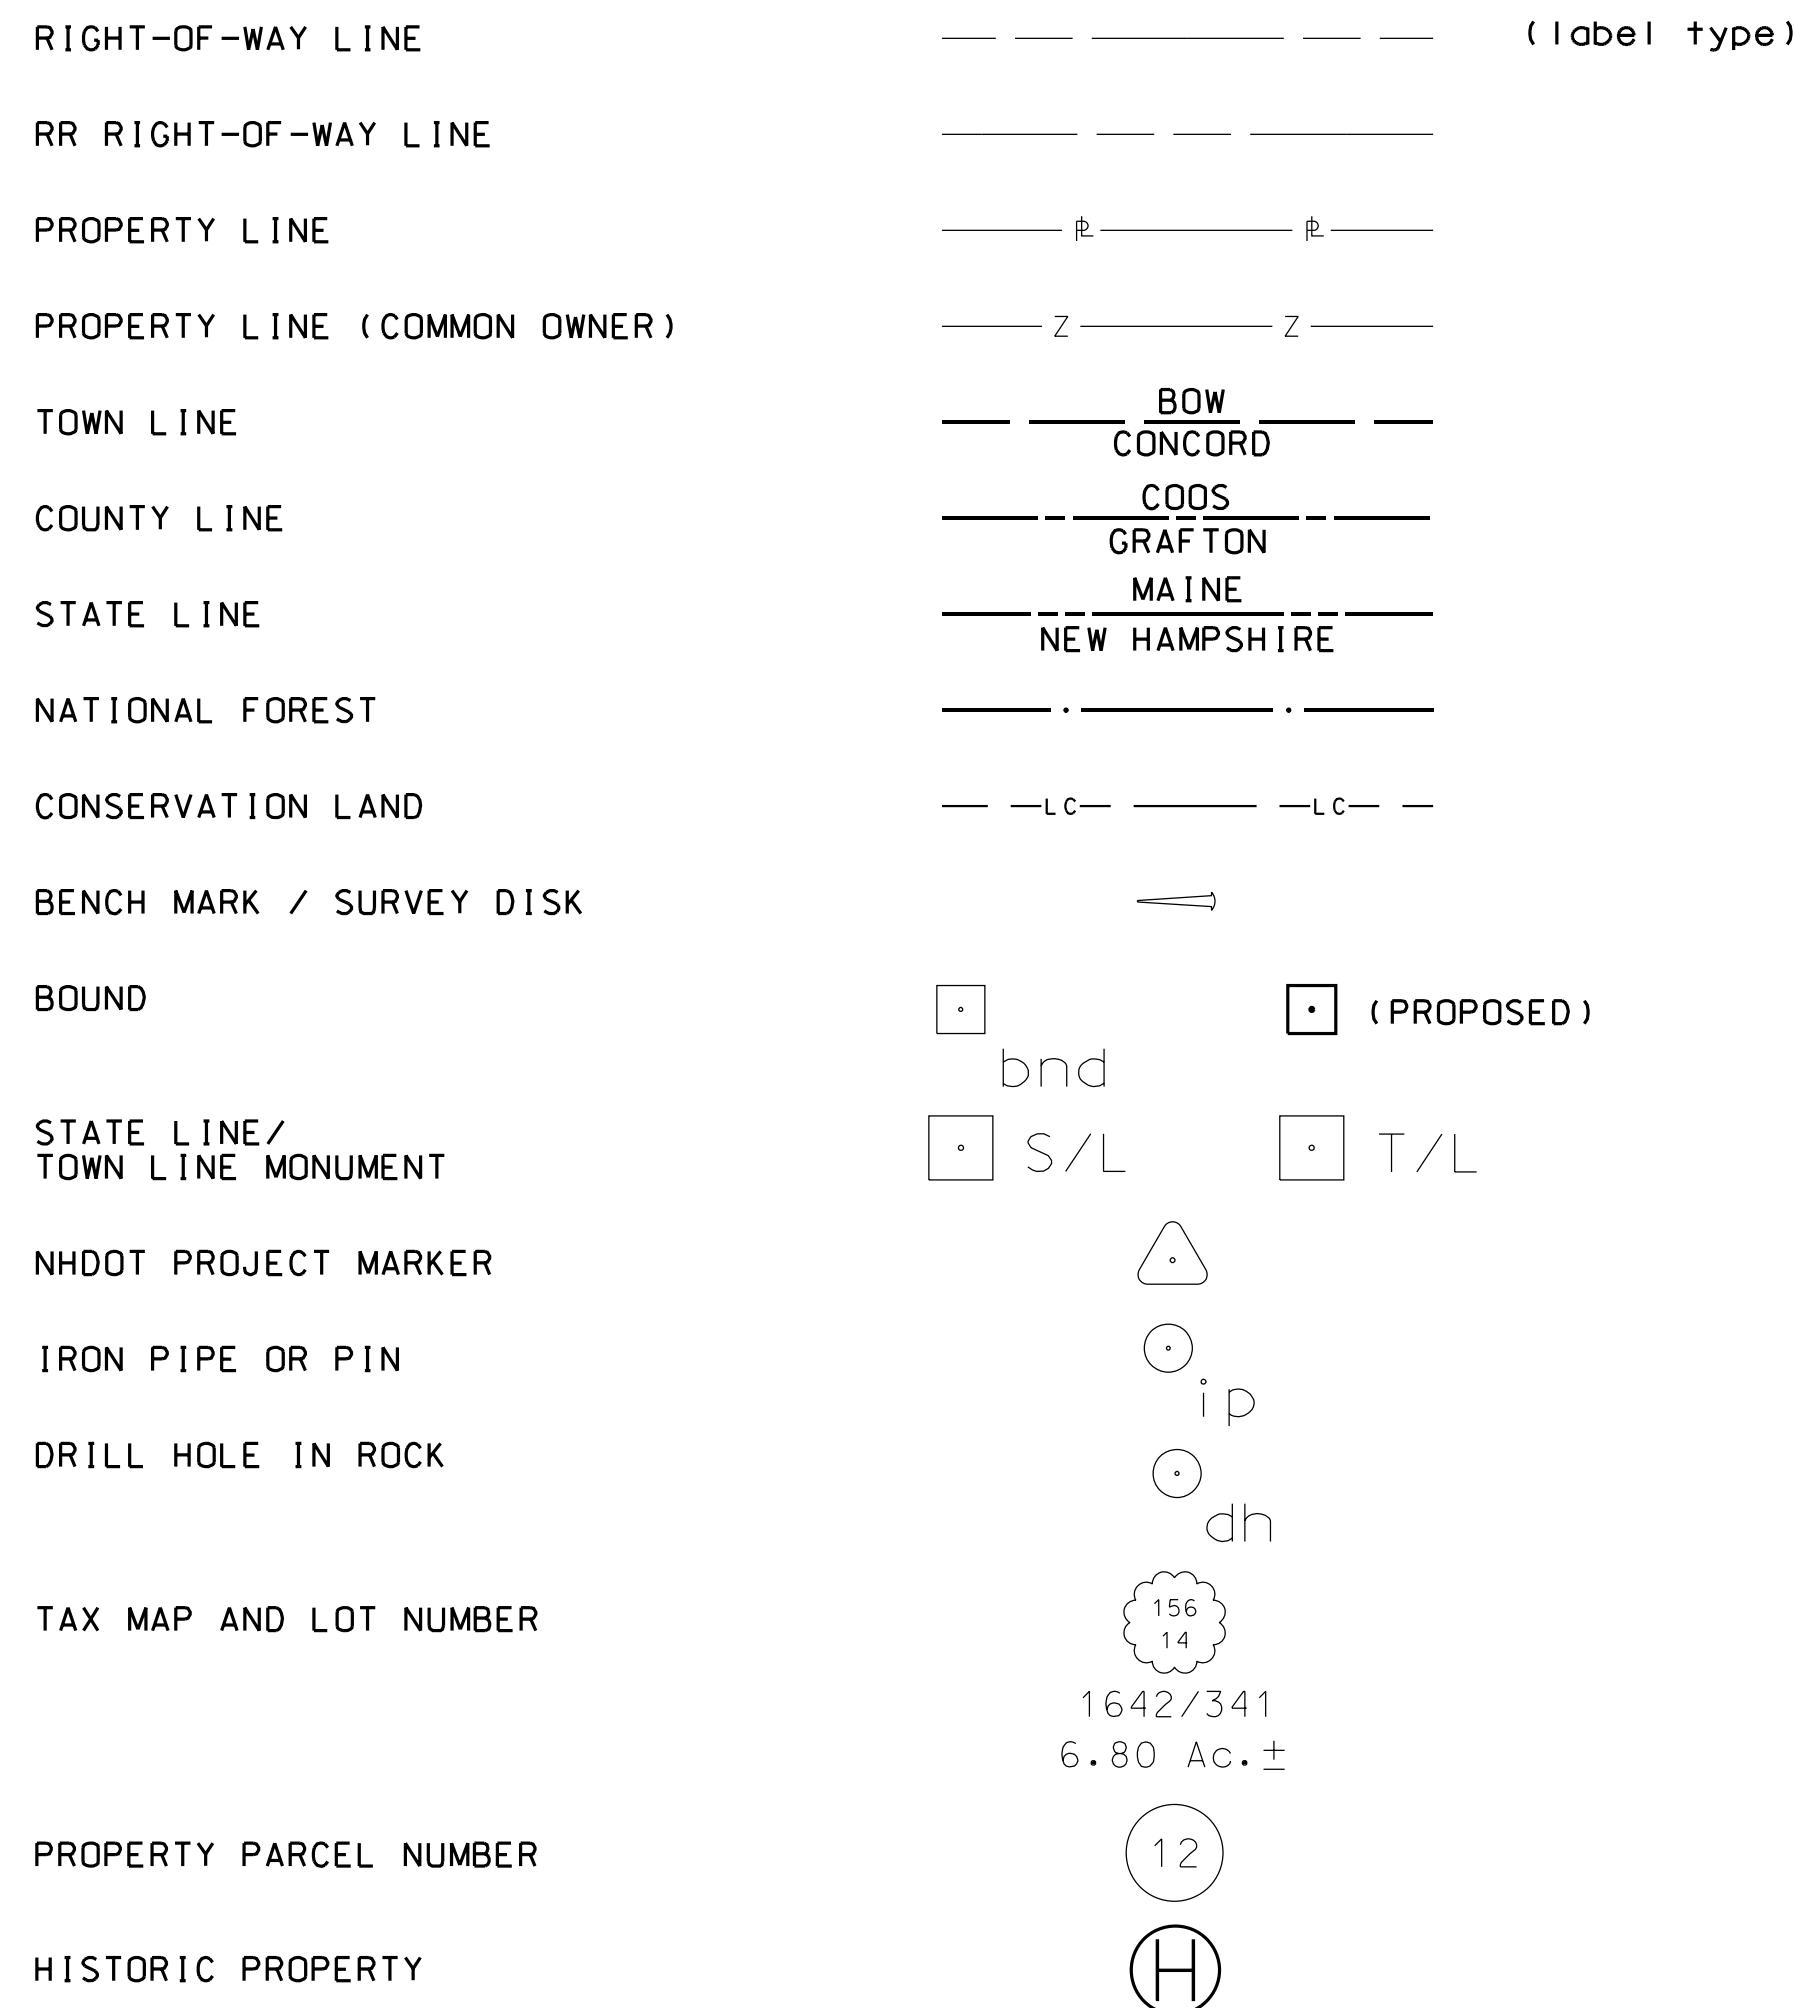 RIGHT-OF-WAY LINE (label type)
RR RIGHT-OF-WAY LINE
PROPERTY LINE ⅊ ⅊
PROPERTY LINE (COMMON OWNER) Z Z
BOW
TOWN LINE
CONCORD
COOS
COUNTY LINE
GRAFTON
MAINE
STATE LINE
NEW HAMPSHIRE
NATIONAL FOREST
CONSERVATION LAND LC LC
BENCH MARK / SURVEY DISK
BOUND (PROPOSED)
bnd
STATE LINE/
TOWN LINE MONUMENT S/L T/L
NHDOT PROJECT MARKER
IRON PIPE OR PIN
ip
DRILL HOLE IN ROCK
dh
TAX MAP AND LOT NUMBER 156
14
1642/341
6.80 Ac.±
PROPERTY PARCEL NUMBER 12
HISTORIC PROPERTY H